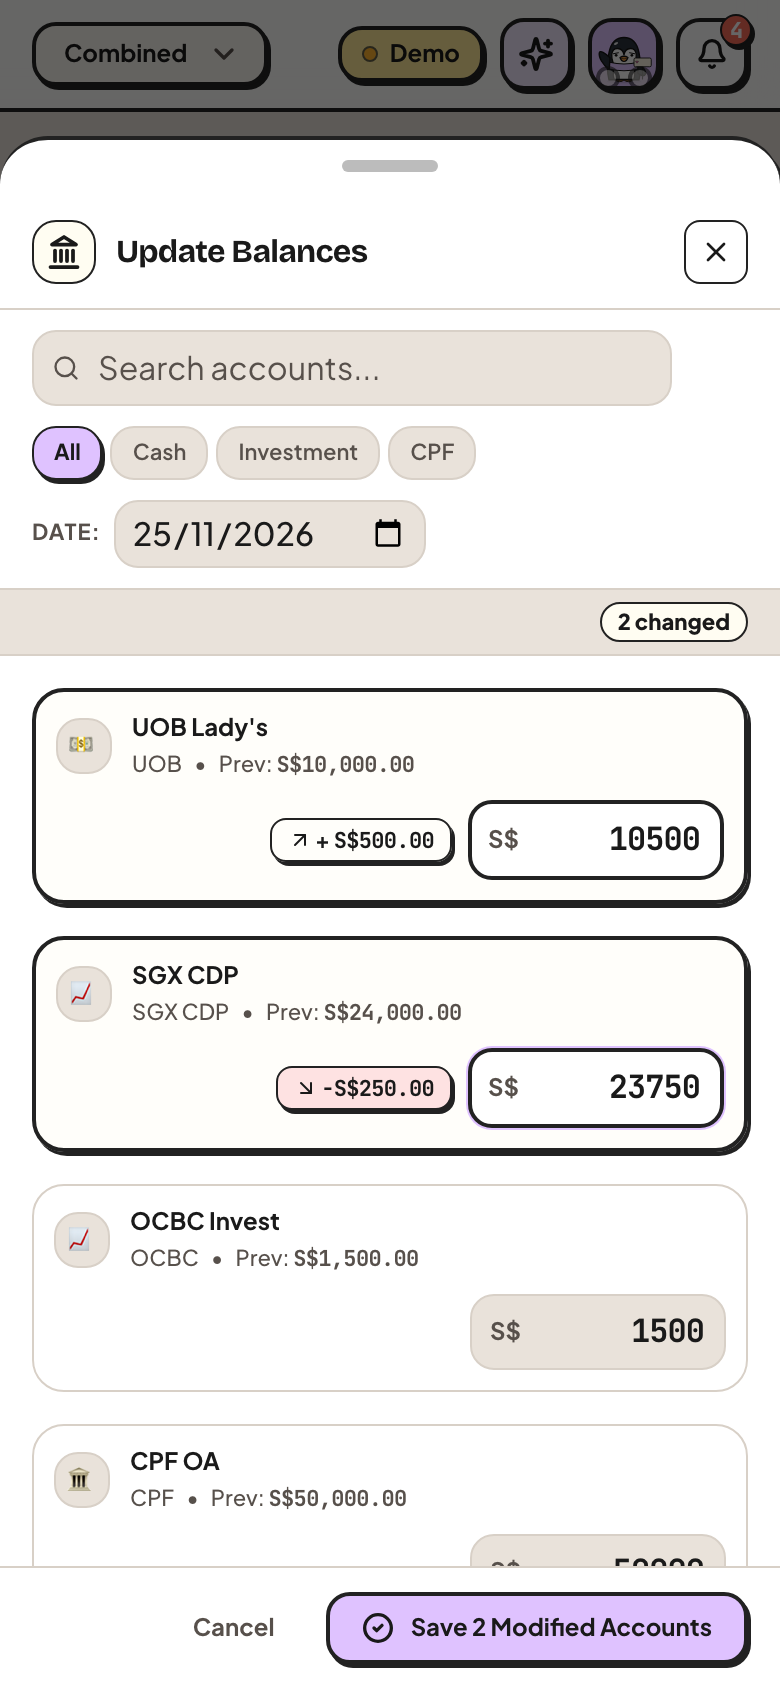 Combined
Demo
4
Update Balances
Search accounts...
All
Cash
Investment
CPF
DATE:
25/11/2026
2 changed
UOB Lady's
UOB • Prev: S$10,000.00
+ S$500.00
S$ 10500
SGX CDP
SGX CDP • Prev: S$24,000.00
-S$250.00
S$ 23750
OCBC Invest
OCBC • Prev: S$1,500.00
S$ 1500
CPF OA
CPF • Prev: S$50,000.00
S$ 50000
Cancel
Save 2 Modified Accounts